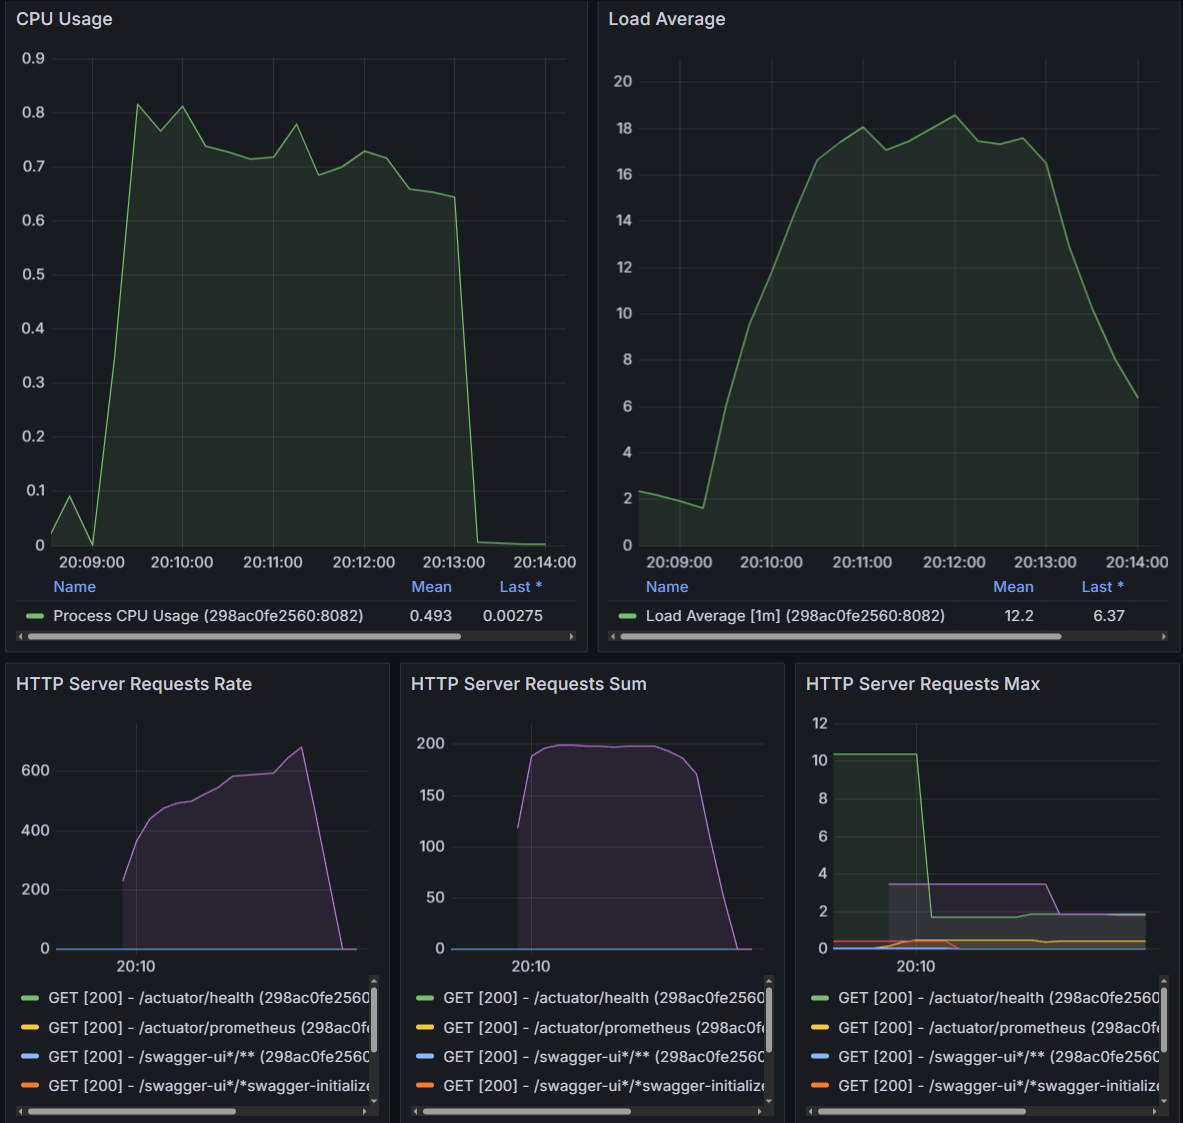 CPU Usage
0.9
0.8
0.7
0.6
0.5
0.4
0.3
0.2
0.1
0
20:09:00 20:10:00 20:11:00 20:12:00 20:13:00 20:14:00
Name Mean Last *
Process CPU Usage (298ac0fe2560:8082) 0.493 0.00275
Load Average
20
18
16
14
12
10
8
6
4
2
0
20:09:00 20:10:00 20:11:00 20:12:00 20:13:00 20:14:00
Name Mean Last *
Load Average [1m] (298ac0fe2560:8082) 12.2 6.37
HTTP Server Requests Rate
600
400
200
0
20:10
GET [200] - /actuator/health (298ac0fe2560
GET [200] - /actuator/prometheus (298ac0f
GET [200] - /swagger-ui*/** (298ac0fe2560
GET [200] - /swagger-ui*/*swagger-initialize
HTTP Server Requests Sum
200
150
100
50
0
20:10
GET [200] - /actuator/health (298ac0fe2560
GET [200] - /actuator/prometheus (298ac0f
GET [200] - /swagger-ui*/** (298ac0fe2560
GET [200] - /swagger-ui*/*swagger-initialize
HTTP Server Requests Max
12
10
8
6
4
2
0
20:10
GET [200] - /actuator/health (298ac0fe2560
GET [200] - /actuator/prometheus (298ac0f
GET [200] - /swagger-ui*/** (298ac0fe2560
GET [200] - /swagger-ui*/*swagger-initialize